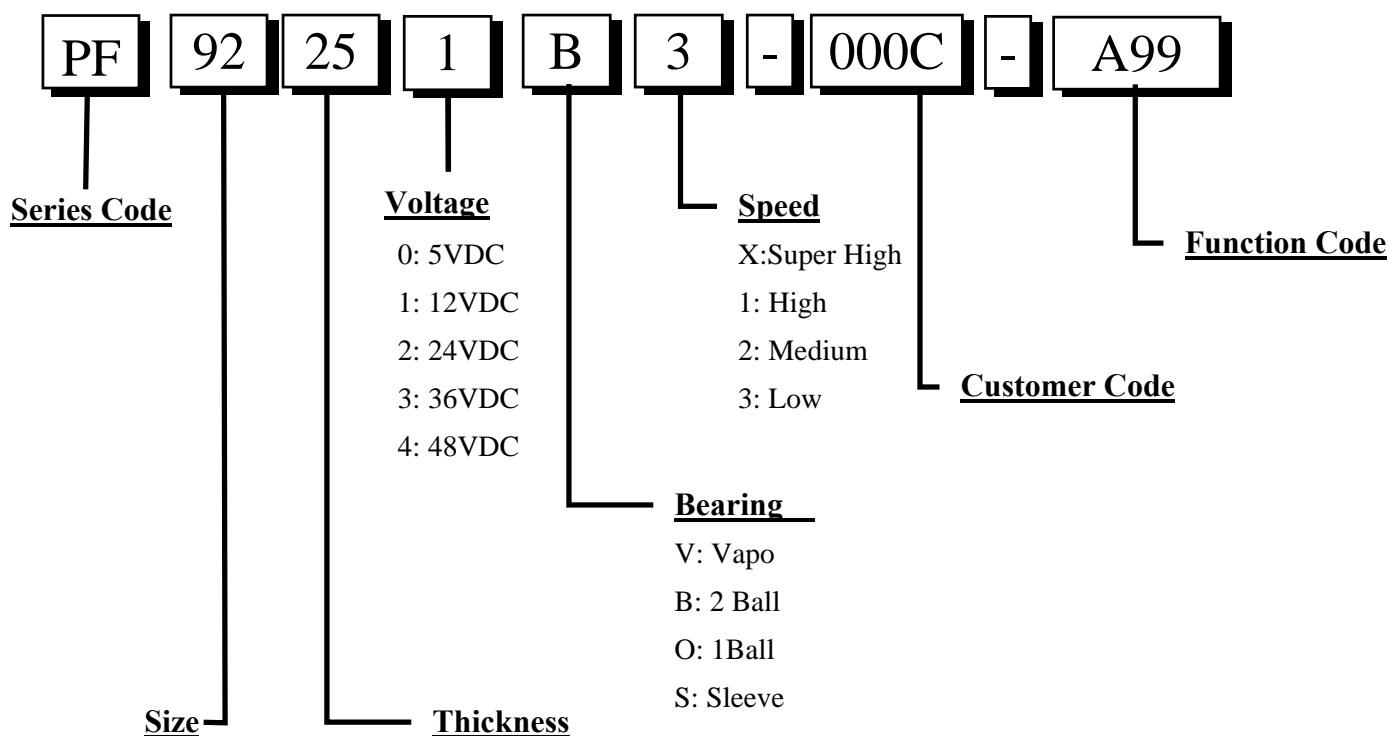 PF 92 25 1 B 3 - 000C - A99
Series Code
Voltage
0: 5VDC
1: 12VDC
2: 24VDC
3: 36VDC
4: 48VDC
Speed
X:Super High
1: High
2: Medium
3: Low
Function Code
Customer Code
Bearing
V: Vapo
B: 2 Ball
O: 1Ball
S: Sleeve
Size
Thickness